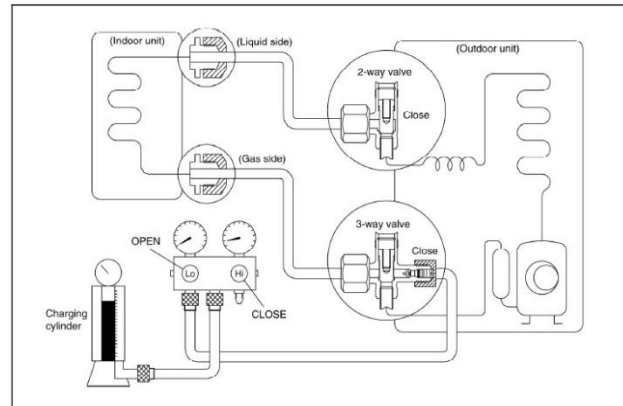 (Indoor unit)
(Liquid side)
(Outdoor unit)
2-way valve
Close
(Gas side)
3-way valve
Close
OPEN
Lo
Hi
CLOSE
Charging
cylinder